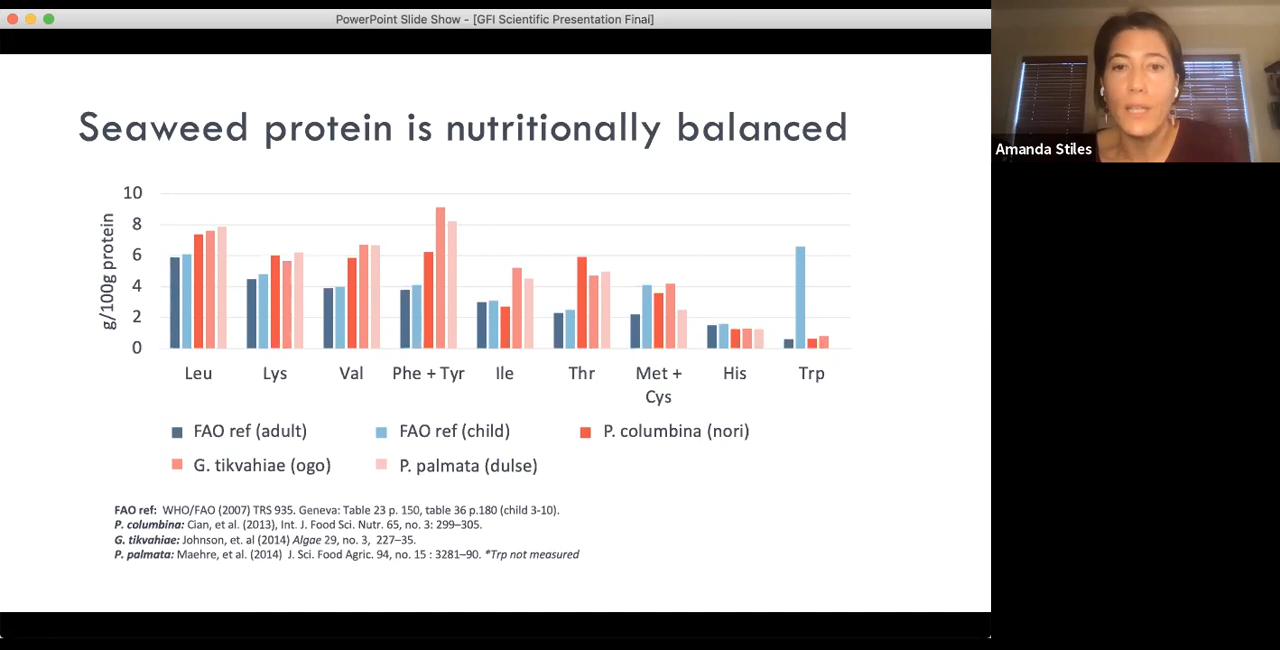 PowerPoint Slide Show - [GFI Scientific Presentation Final]
Amanda Stiles
Seaweed protein is nutritionally balanced
g/100g protein
10
8
6
4
2
0
Leu
Lys
Val
Phe + Tyr
Ile
Thr
Met +
Cys
His
Trp
FAO ref (adult)
FAO ref (child)
P. columbina (nori)
G. tikvahiae (ogo)
P. palmata (dulse)
FAO ref: WHO/FAO (2007) TRS 935. Geneva: Table 23 p. 150, table 36 p.180 (child 3-10).
P. columbina: Cian, et al. (2013), Int. J. Food Sci. Nutr. 65, no. 3: 299–305.
G. tikvahiae: Johnson, et. al (2014) Algae 29, no. 3, 227–35.
P. palmata: Maehre, et al. (2014) J. Sci. Food Agric. 94, no. 15 : 3281–90. *Trp not measured